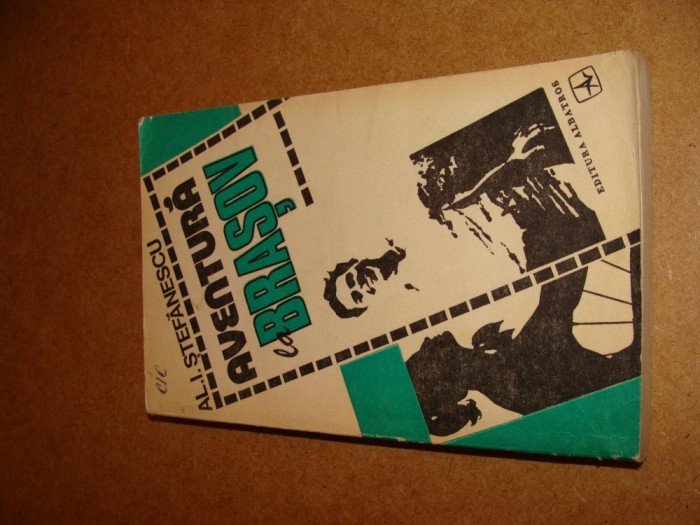 AL.I. ȘTEFĂNESCU
AVENTURĂ
la BRAȘOV
EDITURA ALBATROS